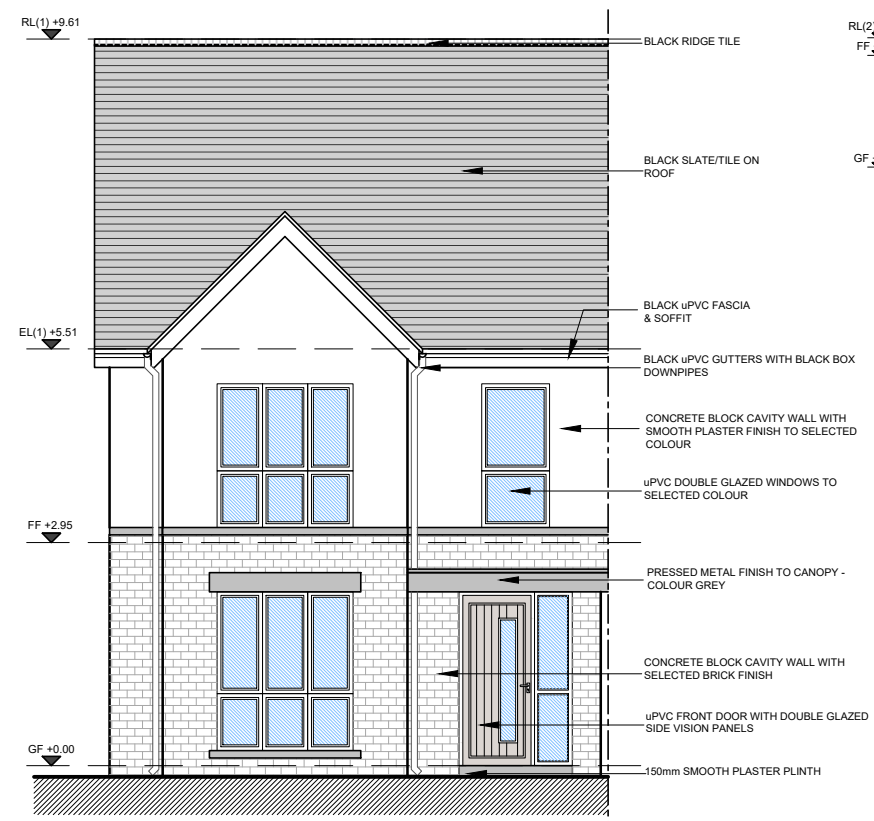 RL(1) +9.61
RL(2)
FF
GF
BLACK RIDGE TILE
BLACK SLATE/TILE ON
ROOF
BLACK uPVC FASCIA
& SOFFIT
EL(1) +5.51
BLACK uPVC GUTTERS WITH BLACK BOX
DOWNPIPES
CONCRETE BLOCK CAVITY WALL WITH
SMOOTH PLASTER FINISH TO SELECTED
COLOUR
uPVC DOUBLE GLAZED WINDOWS TO
SELECTED COLOUR
FF +2.95
PRESSED METAL FINISH TO CANOPY -
COLOUR GREY
CONCRETE BLOCK CAVITY WALL WITH
SELECTED BRICK FINISH
uPVC FRONT DOOR WITH DOUBLE GLAZED
SIDE VISION PANELS
GF +0.00
150mm SMOOTH PLASTER PLINTH